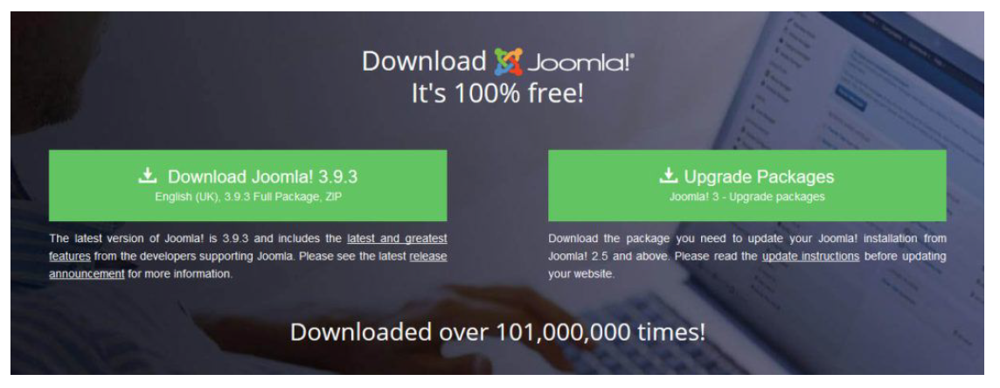 Download Joomla!®
It's 100% free!
Download Joomla! 3.9.3
English (UK), 3.9.3 Full Package, ZIP
The latest version of Joomla! is 3.9.3 and includes the latest and greatest
features from the developers supporting Joomla. Please see the latest release
announcement for more information.
Upgrade Packages
Joomla! 3 - Upgrade packages
Download the package you need to update your Joomla! installation from
Joomla! 2.5 and above. Please read the update instructions before updating
your website.
Downloaded over 101,000,000 times!